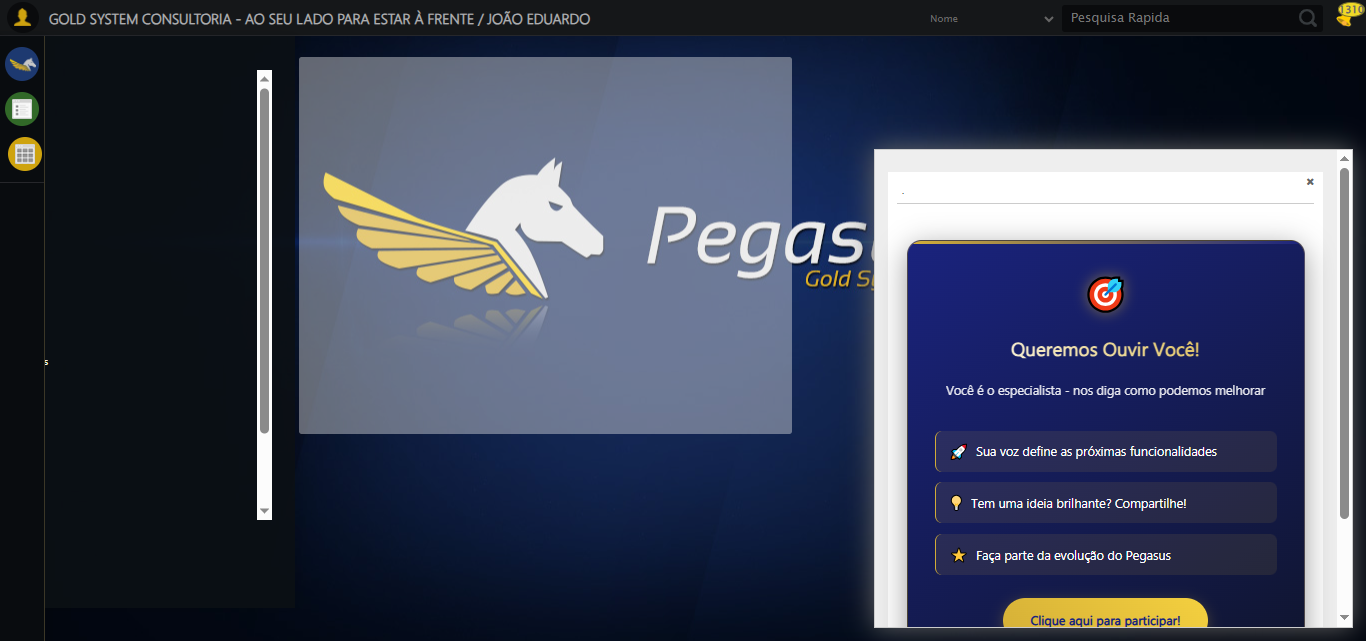 GOLD SYSTEM CONSULTORIA - AO SEU LADO PARA ESTAR À FRENTE / JOÃO EDUARDO
Nome
Pesquisa Rapida
1310
Pegas
Gold Sy
s
.
Queremos Ouvir Você!
Você é o especialista - nos diga como podemos melhorar
Sua voz define as próximas funcionalidades
Tem uma ideia brilhante? Compartilhe!
Faça parte da evolução do Pegasus
Clique aqui para participar!